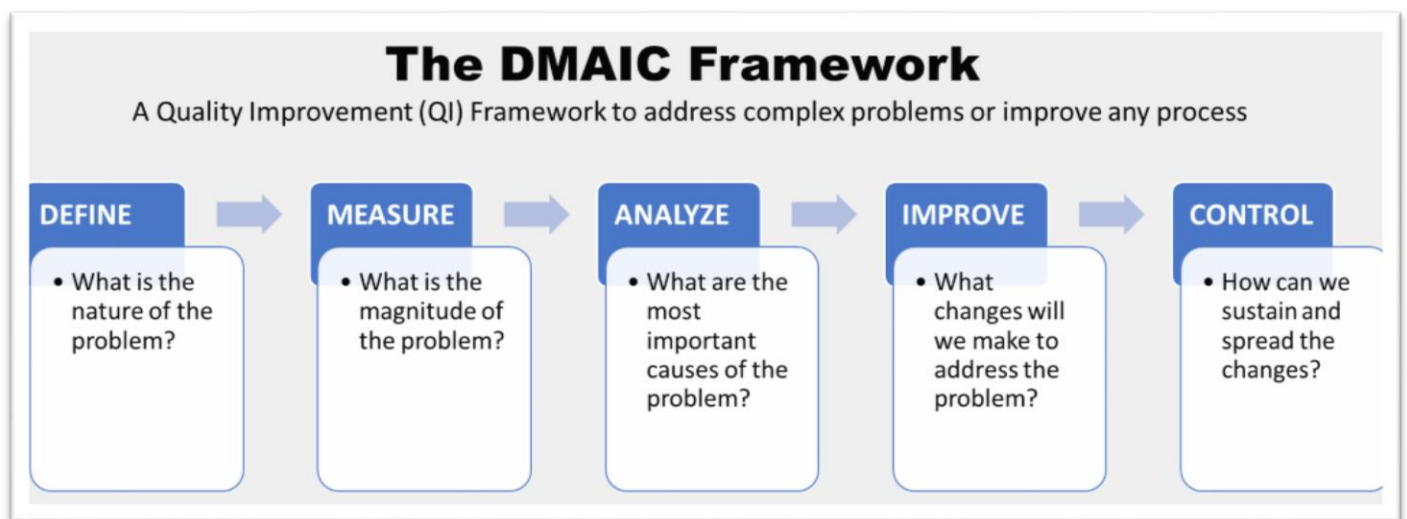 The DMAIC Framework
A Quality Improvement (QI) Framework to address complex problems or improve any process
DEFINE
• What is the
nature of the
problem?
MEASURE
• What is the
magnitude of
the problem?
ANALYZE
• What are the
most
important
causes of the
problem?
IMPROVE
• What
changes will
we make to
address the
problem?
CONTROL
• How can we
sustain and
spread the
changes?